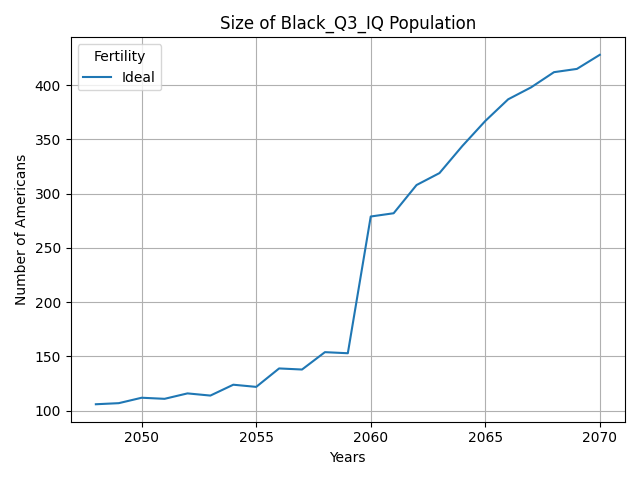 Size of Black_Q3_IQ Population
Fertility
Ideal
Number of Americans
400
350
300
250
200
150
100
2050
2055
2060
2065
2070
Years